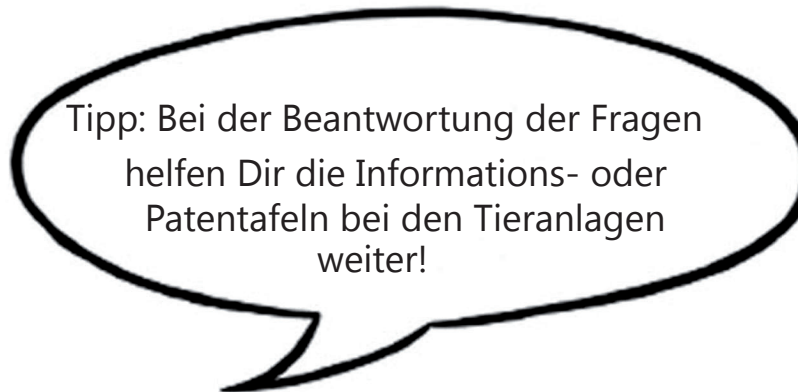 Tipp: Bei der Beantwortung der Fragen
helfen Dir die Informations- oder
Patentafeln bei den Tieranlagen
weiter!